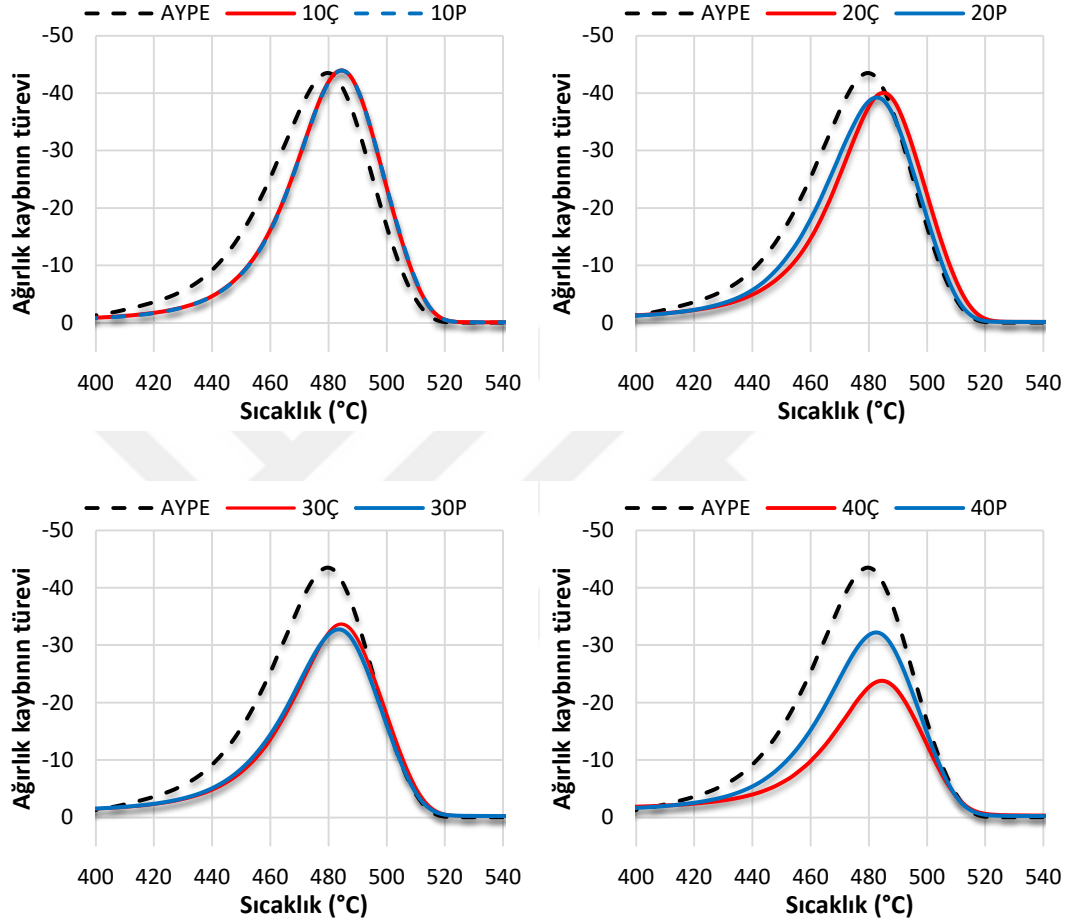 AYPE 10Ç 10P
-50
-40
-30
-20
-10
0
Ağırlık kaybının türevi
400 420 440 460 480 500 520 540
Sıcaklık (°C)
AYPE 20Ç 20P
-50
-40
-30
-20
-10
0
Ağırlık kaybının türevi
400 420 440 460 480 500 520 540
Sıcaklık (°C)
AYPE 30Ç 30P
-50
-40
-30
-20
-10
0
Ağırlık kaybının türevi
400 420 440 460 480 500 520 540
Sıcaklık (°C)
AYPE 40Ç 40P
-50
-40
-30
-20
-10
0
Ağırlık kaybının türevi
400 420 440 460 480 500 520 540
Sıcaklık (°C)